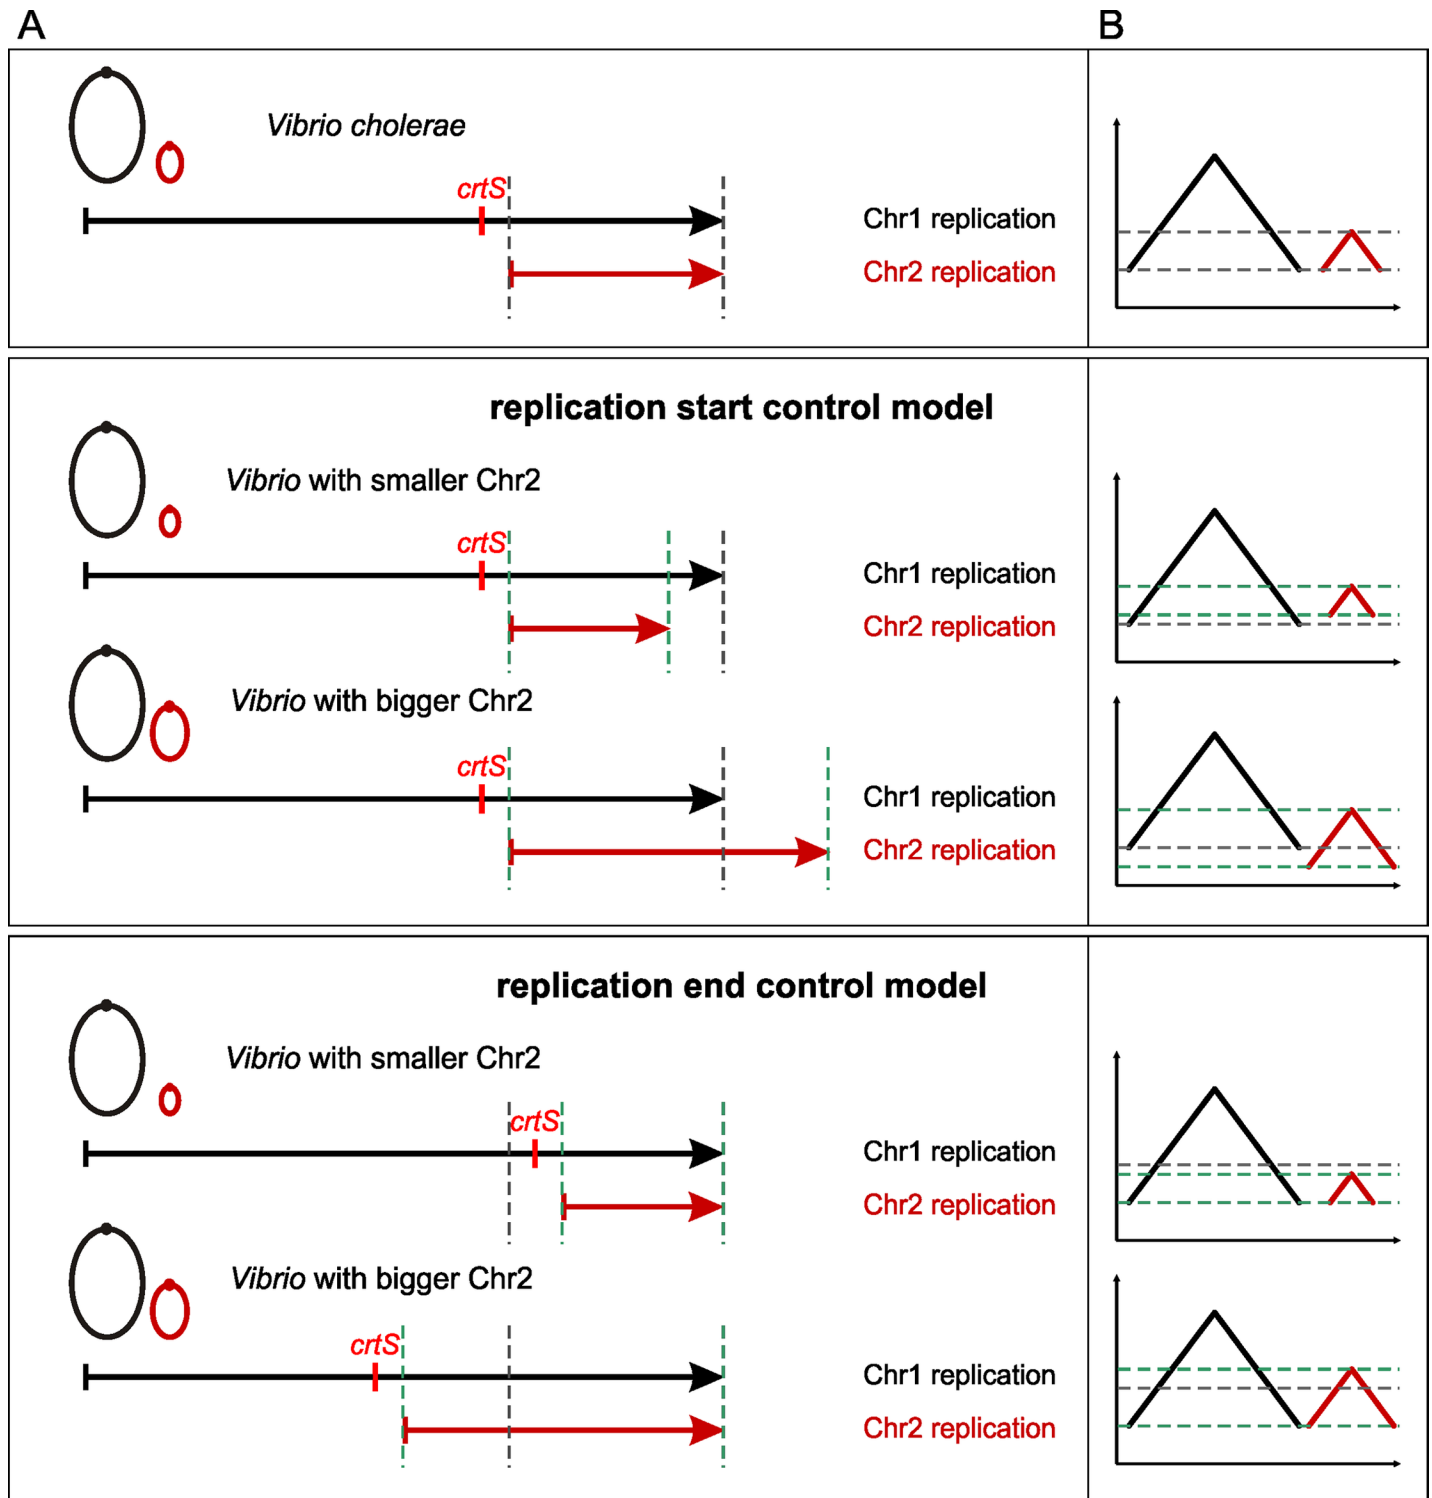 A
B
Vibrio cholerae
crtS
Chr1 replication
Chr2 replication
replication start control model
Vibrio with smaller Chr2
crtS
Chr1 replication
Chr2 replication
Vibrio with bigger Chr2
crtS
Chr1 replication
Chr2 replication
replication end control model
Vibrio with smaller Chr2
crtS
Chr1 replication
Chr2 replication
Vibrio with bigger Chr2
crtS
Chr1 replication
Chr2 replication